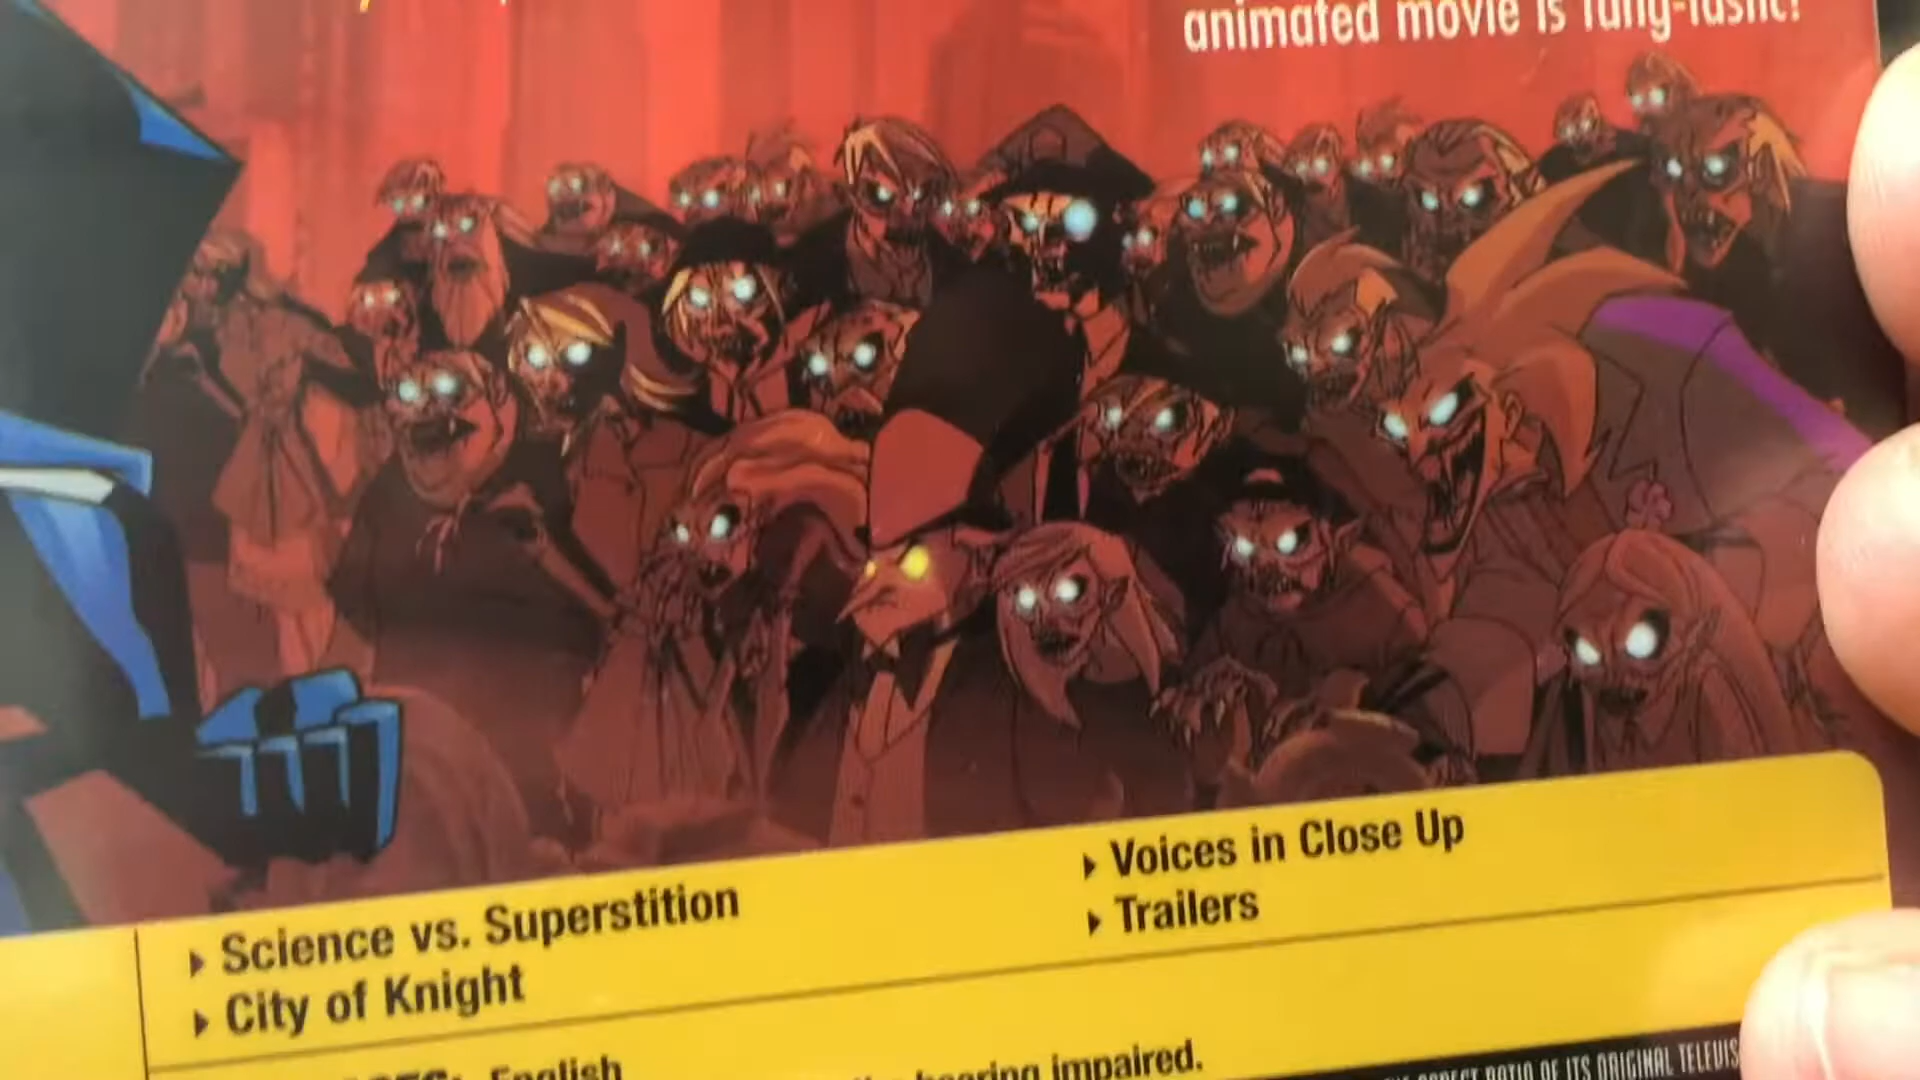 animated movie is fang-tastic!
Science vs. Superstition
City of Knight
Voices in Close Up
Trailers
English
hearing impaired.
RATIO OF ITS ORIGINAL